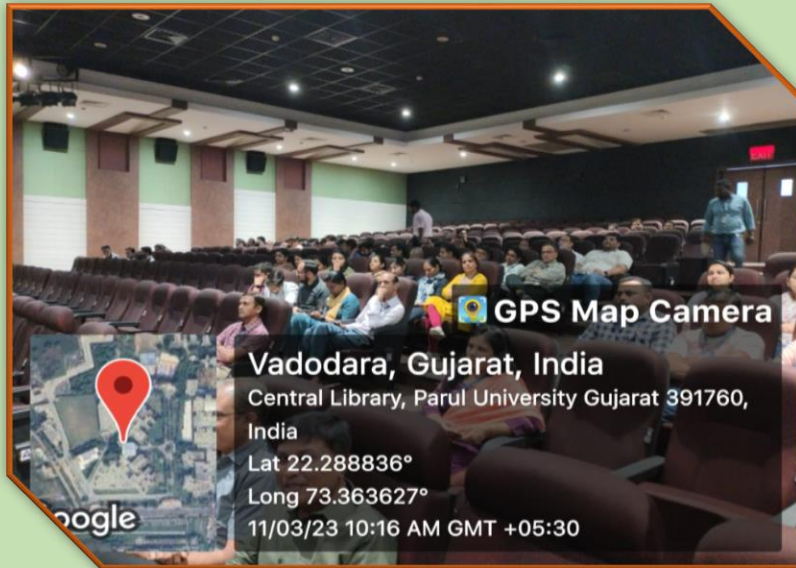 EXIT
GPS Map Camera
Vadodara, Gujarat, India
Central Library, Parul University Gujarat 391760,
India
Lat 22.288836°
Long 73.363627°
11/03/23 10:16 AM GMT +05:30
Google